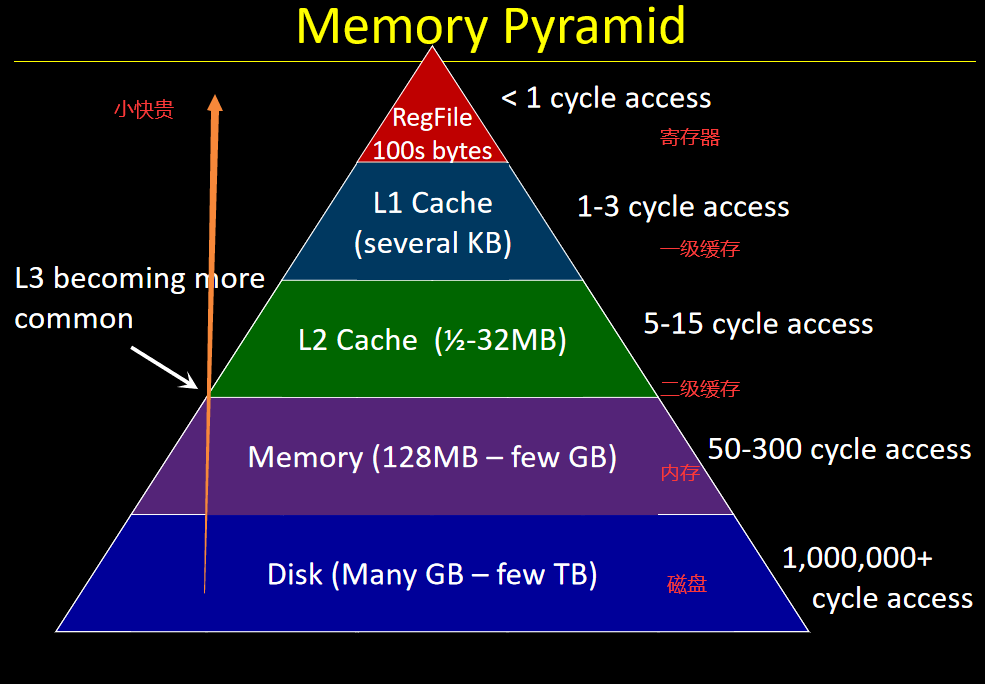 Memory Pyramid
小快贵
RegFile
100s bytes
< 1 cycle access
寄存器
L1 Cache
(several KB)
1-3 cycle access
一级缓存
L3 becoming more
common
L2 Cache (½-32MB)
5-15 cycle access
二级缓存
Memory (128MB – few GB)
50-300 cycle access
内存
Disk (Many GB – few TB)
磁盘
1,000,000+
cycle access